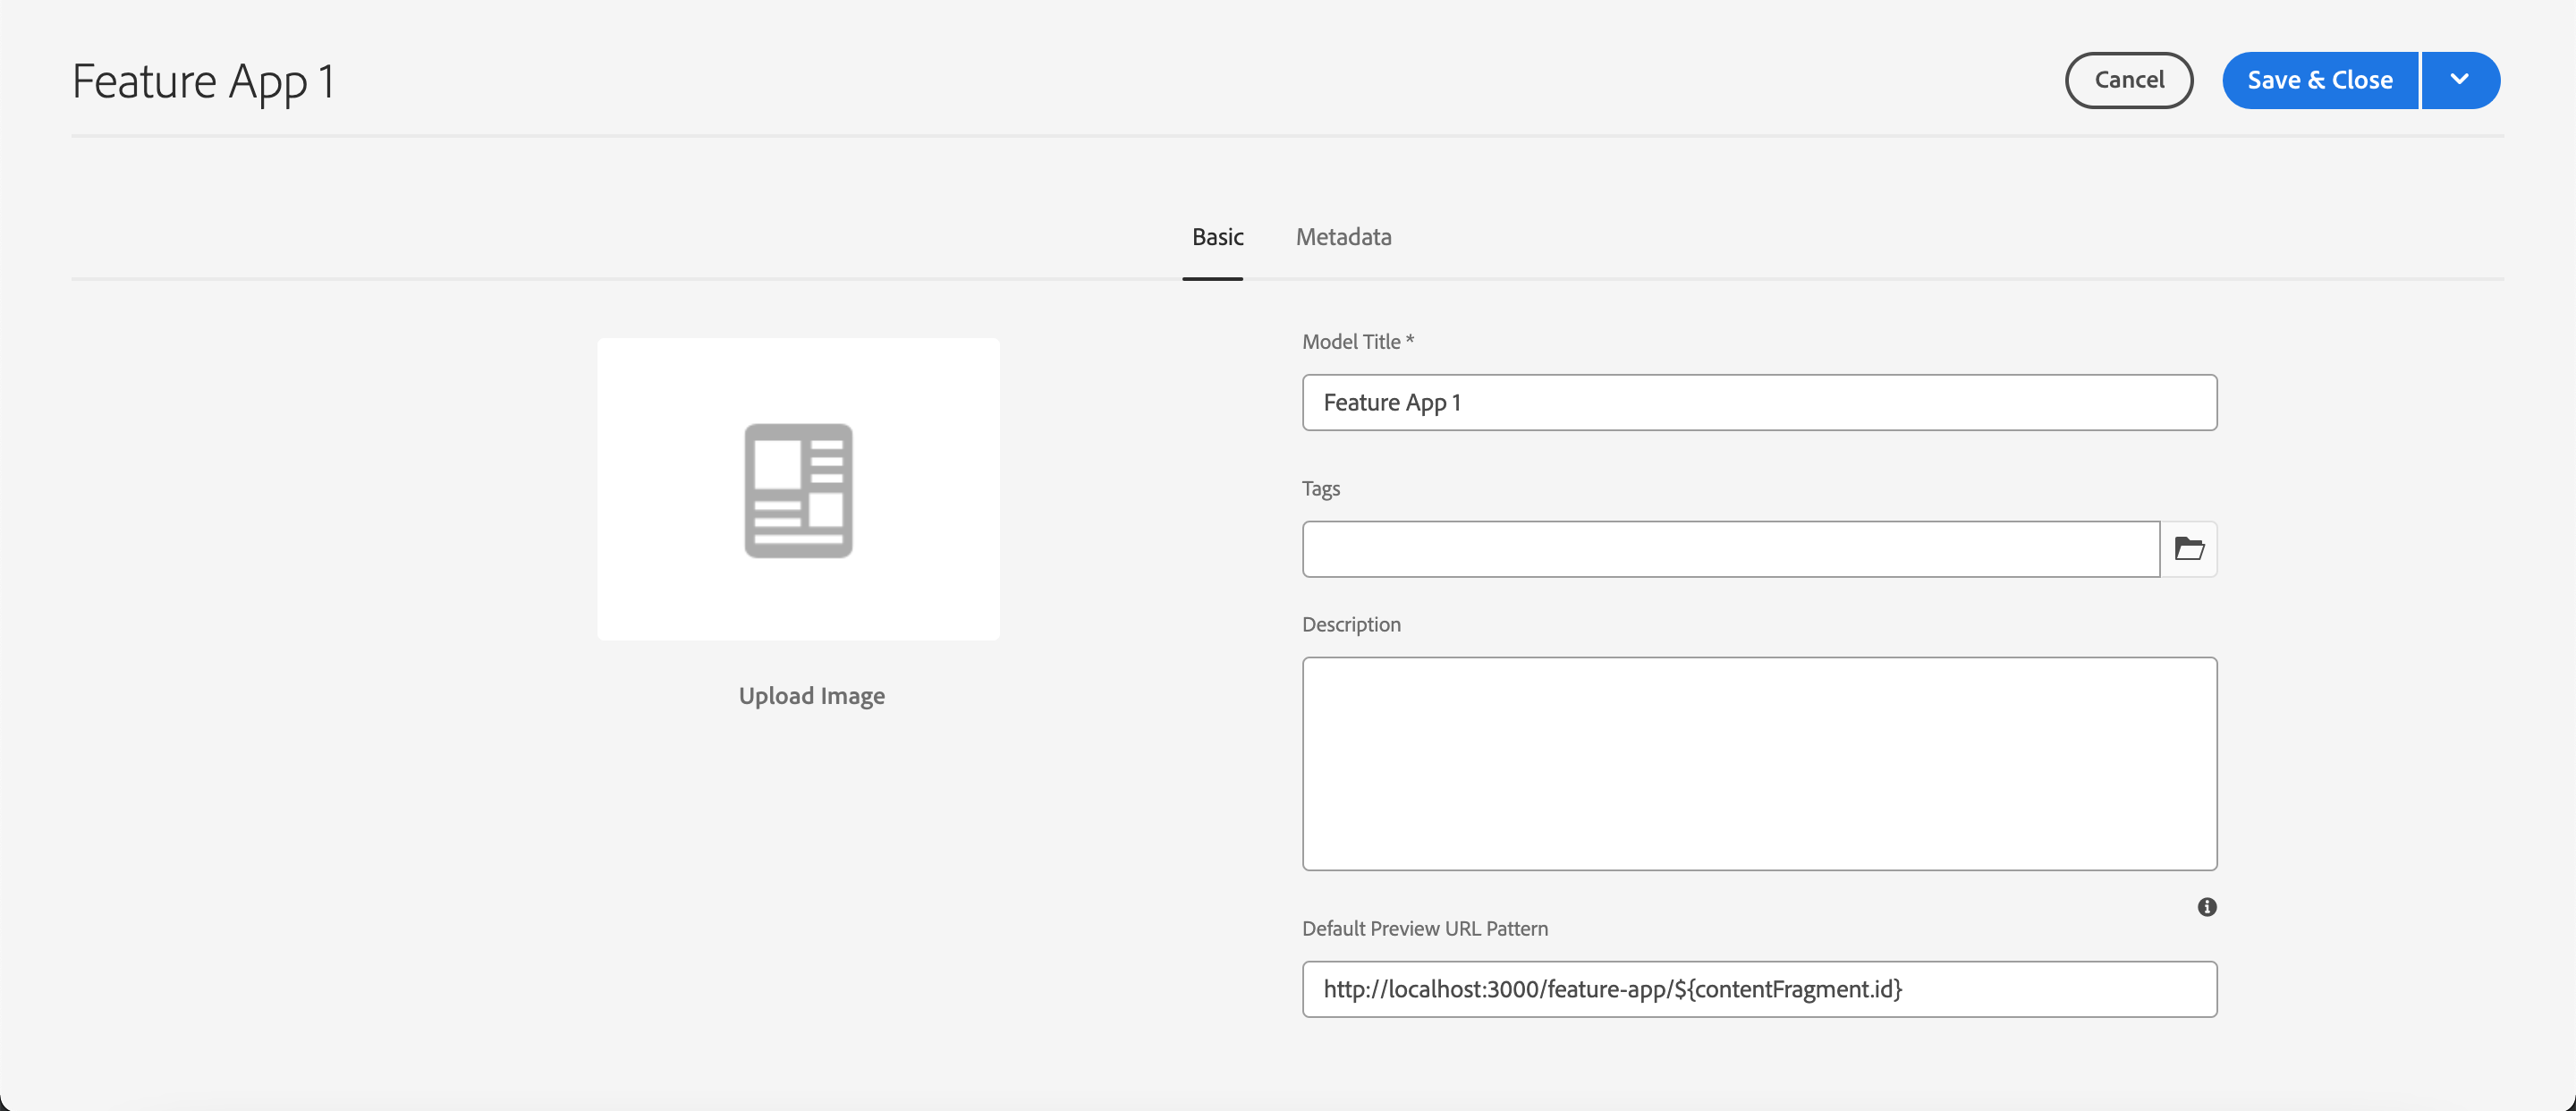 Feature App 1
Cancel
Save & Close
Basic
Metadata
Upload Image
Model Title *
Feature App 1
Tags
Description
Default Preview URL Pattern
http://localhost:3000/feature-app/${contentFragment.id}